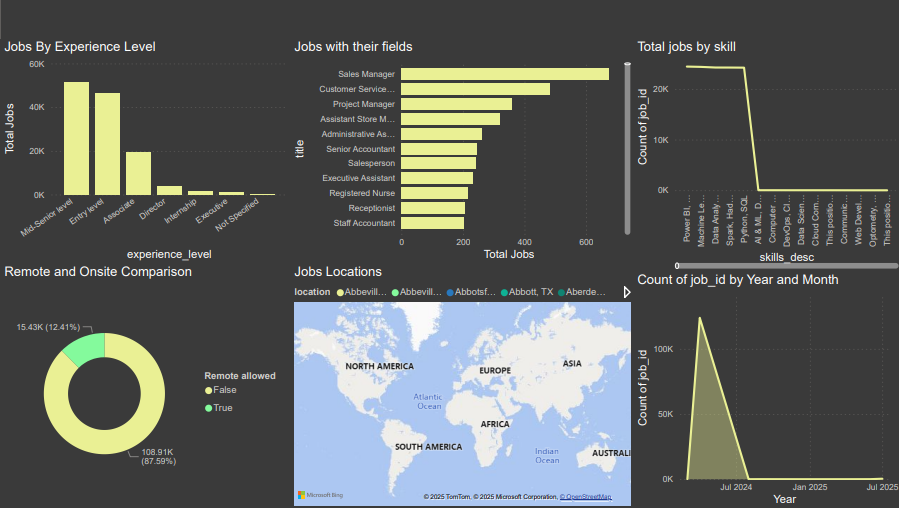 Jobs By Experience Level
60K
40K
20K
0K
Total Jobs
Mid-Senior level
Entry level
Associate
Director
Internship
Executive
Not Specified
experience_level
Jobs with their fields
title
Sales Manager
Customer Service...
Project Manager
Assistant Store M...
Administrative As...
Senior Accountant
Salesperson
Executive Assistant
Registered Nurse
Receptionist
Staff Accountant
0
200
400
600
Total Jobs
Total jobs by skill
Count of job_id
20K
10K
0K
Power BI, ...
Machine Le...
Data Analy...
Spark, Had...
Python, SQL
AI & ML, D...
Computer ...
DevOps, CI...
Data Scien...
Cloud Com...
This positio...
Communic...
Web Devel...
Optometry, ...
This positio...
skills_desc
Remote and Onsite Comparison
15.43K (12.41%)
108.91K
(87.59%)
Remote allowed
False
True
Jobs Locations
location
Abbevill...
Abbevill...
Abbotsf...
Abbott, TX
Aberde...
NORTH AMERICA
EUROPE
ASIA
Atlantic
Ocean
AFRICA
SOUTH AMERICA
Indian
Ocean
AUSTRALI
Microsoft Bing
© 2025 TomTom, © 2025 Microsoft Corporation, © OpenStreetMap
Count of job_id by Year and Month
Count of job_id
100K
50K
0K
Jul 2024
Jan 2025
Jul 2025
Year